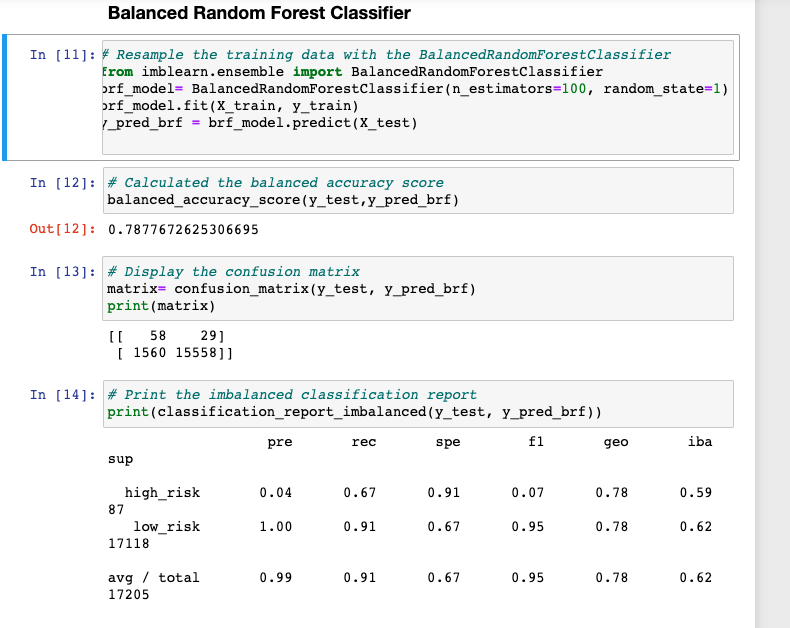 Balanced Random Forest Classifier
In [11]: # Resample the training data with the BalancedRandomForestClassifier
from imblearn.ensemble import BalancedRandomForestClassifier
brf_model= BalancedRandomForestClassifier(n_estimators=100, random_state=1)
brf_model.fit(X_train, y_train)
y_pred_brf = brf_model.predict(X_test)
In [12]: # Calculated the balanced accuracy score
balanced_accuracy_score(y_test,y_pred_brf)
Out[12]: 0.7877672625306695
In [13]: # Display the confusion matrix
matrix= confusion_matrix(y_test, y_pred_brf)
print(matrix)
[[ 58 29]
[ 1560 15558]]
In [14]: # Print the imbalanced classification report
print(classification_report_imbalanced(y_test, y_pred_brf))
pre rec spe f1 geo iba
sup
high_risk 0.04 0.67 0.91 0.07 0.78 0.59
87
low_risk 1.00 0.91 0.67 0.95 0.78 0.62
17118
avg / total 0.99 0.91 0.67 0.95 0.78 0.62
17205